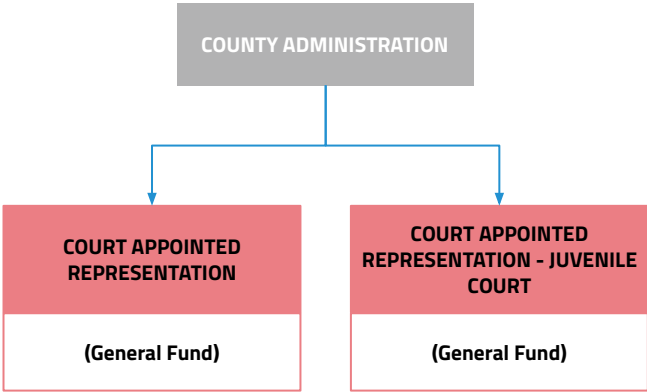 COUNTY ADMINISTRATION
COURT APPOINTED
REPRESENTATION
(General Fund)
COURT APPOINTED
REPRESENTATION - JUVENILE
COURT
(General Fund)